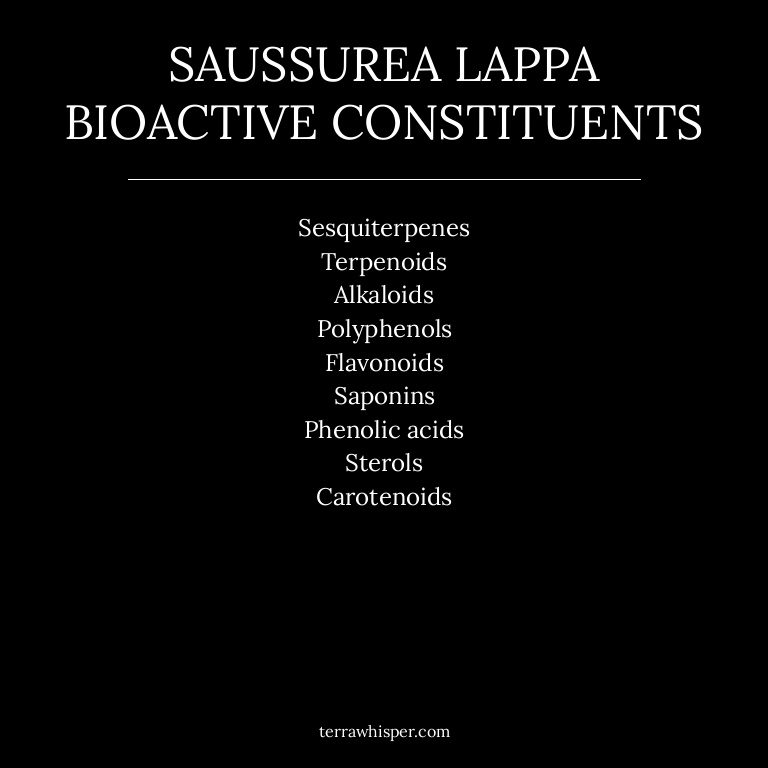 SAUSSUREA LAPPA
BIOACTIVE CONSTITUENTS
Sesquiterpenes
Terpenoids
Alkaloids
Polyphenols
Flavonoids
Saponins
Phenolic acids
Sterols
Carotenoids
terrawhisper.com